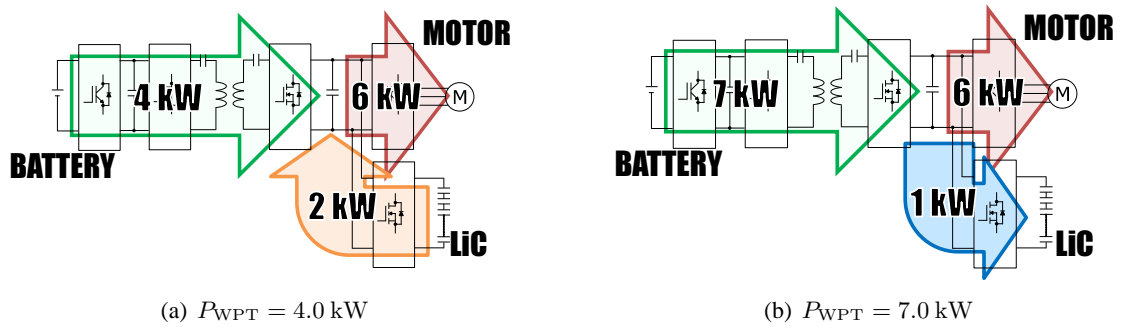 MOTOR
4 kW
6 kW
M
BATTERY
2 kW
LiC
(a) P_WPT = 4.0 kW
MOTOR
7 kW
6 kW
M
BATTERY
1 kW
LiC
(b) P_WPT = 7.0 kW